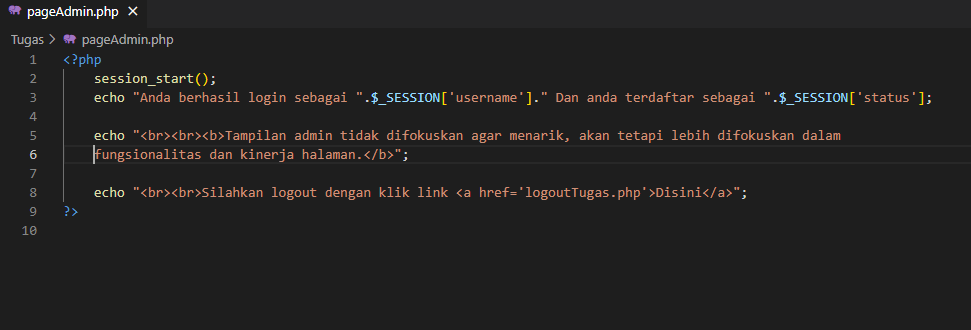 pageAdmin.php
Tugas > pageAdmin.php
1 <?php
2 session_start();
3 echo "Anda berhasil login sebagai ".$_SESSION['username']." Dan anda terdaftar sebagai ".$_SESSION['status'];
4
5 echo "<br><br><b>Tampilan admin tidak difokuskan agar menarik, akan tetapi lebih difokuskan dalam
6 fungsionalitas dan kinerja halaman.</b>";
7
8 echo "<br><br>Silahkan logout dengan klik link <a href='logoutTugas.php'>Disini</a>";
9 ?>
10